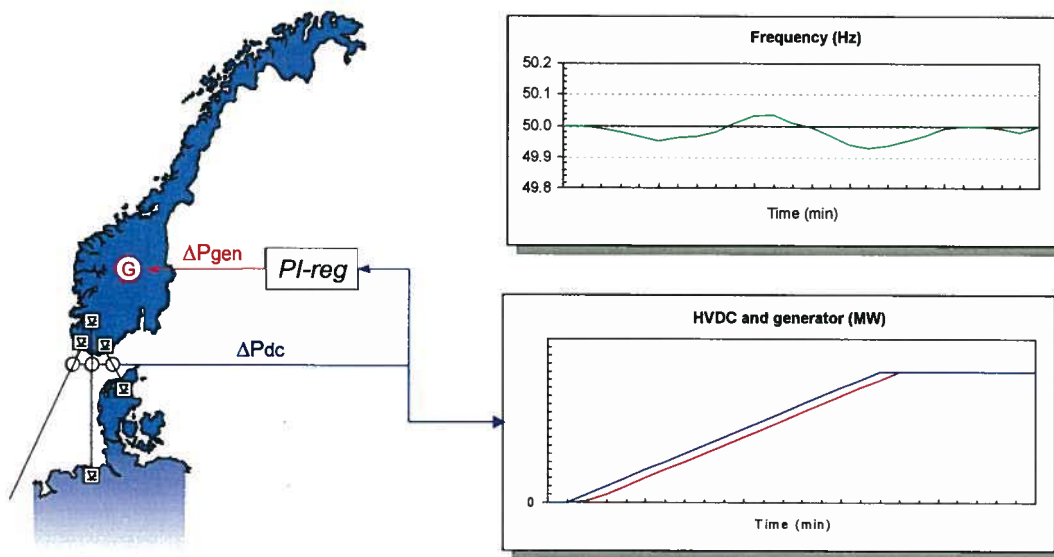 Frequency (Hz)
50.2
50.1
50.0
49.9
49.8
Time (min)
ΔPgen
G
PI-reg
ΔPdc
HVDC and generator (MW)
0
Time (min)